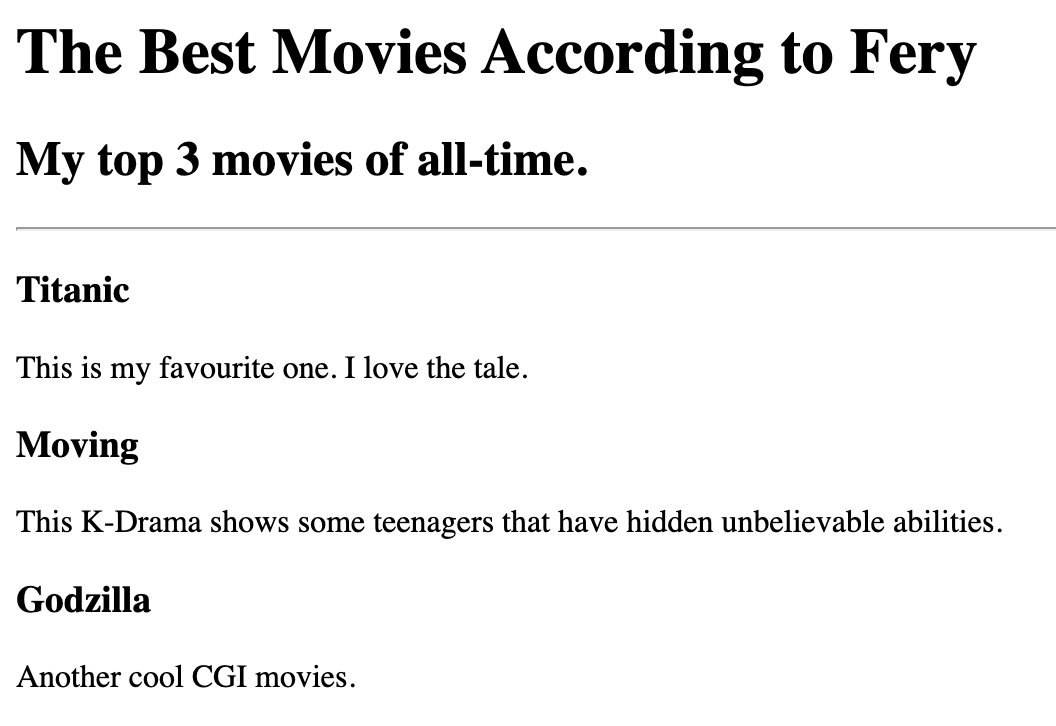 The Best Movies According to Fery
My top 3 movies of all-time.
Titanic
This is my favourite one. I love the tale.
Moving
This K-Drama shows some teenagers that have hidden unbelievable abilities.
Godzilla
Another cool CGI movies.